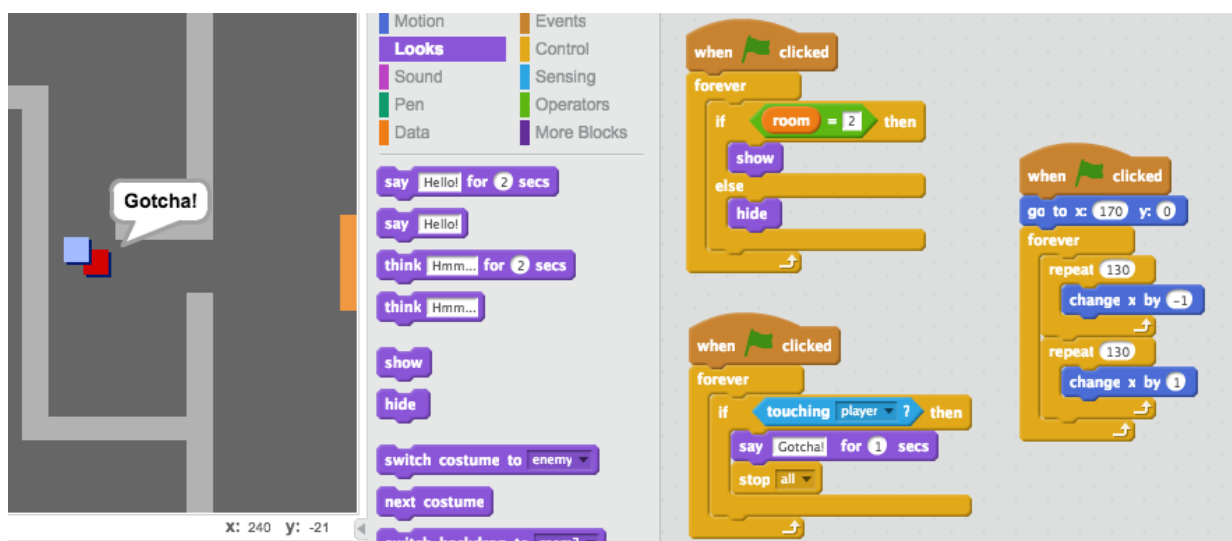 Gotcha!
x: 240 y: -21
Motion
Looks
Sound
Pen
Data
Events
Control
Sensing
Operators
More Blocks
say Hello! for 2 secs
say Hello!
think Hmm... for 2 secs
think Hmm...
show
hide
switch costume to enemy
next costume
switch backdrop to room2
when clicked
forever
if room = 2 then
show
else
hide
when clicked
forever
if touching player ? then
say Gotcha! for 1 secs
stop all
when clicked
go to x: 170 y: 0
forever
repeat 130
change x by -1
repeat 130
change x by 1